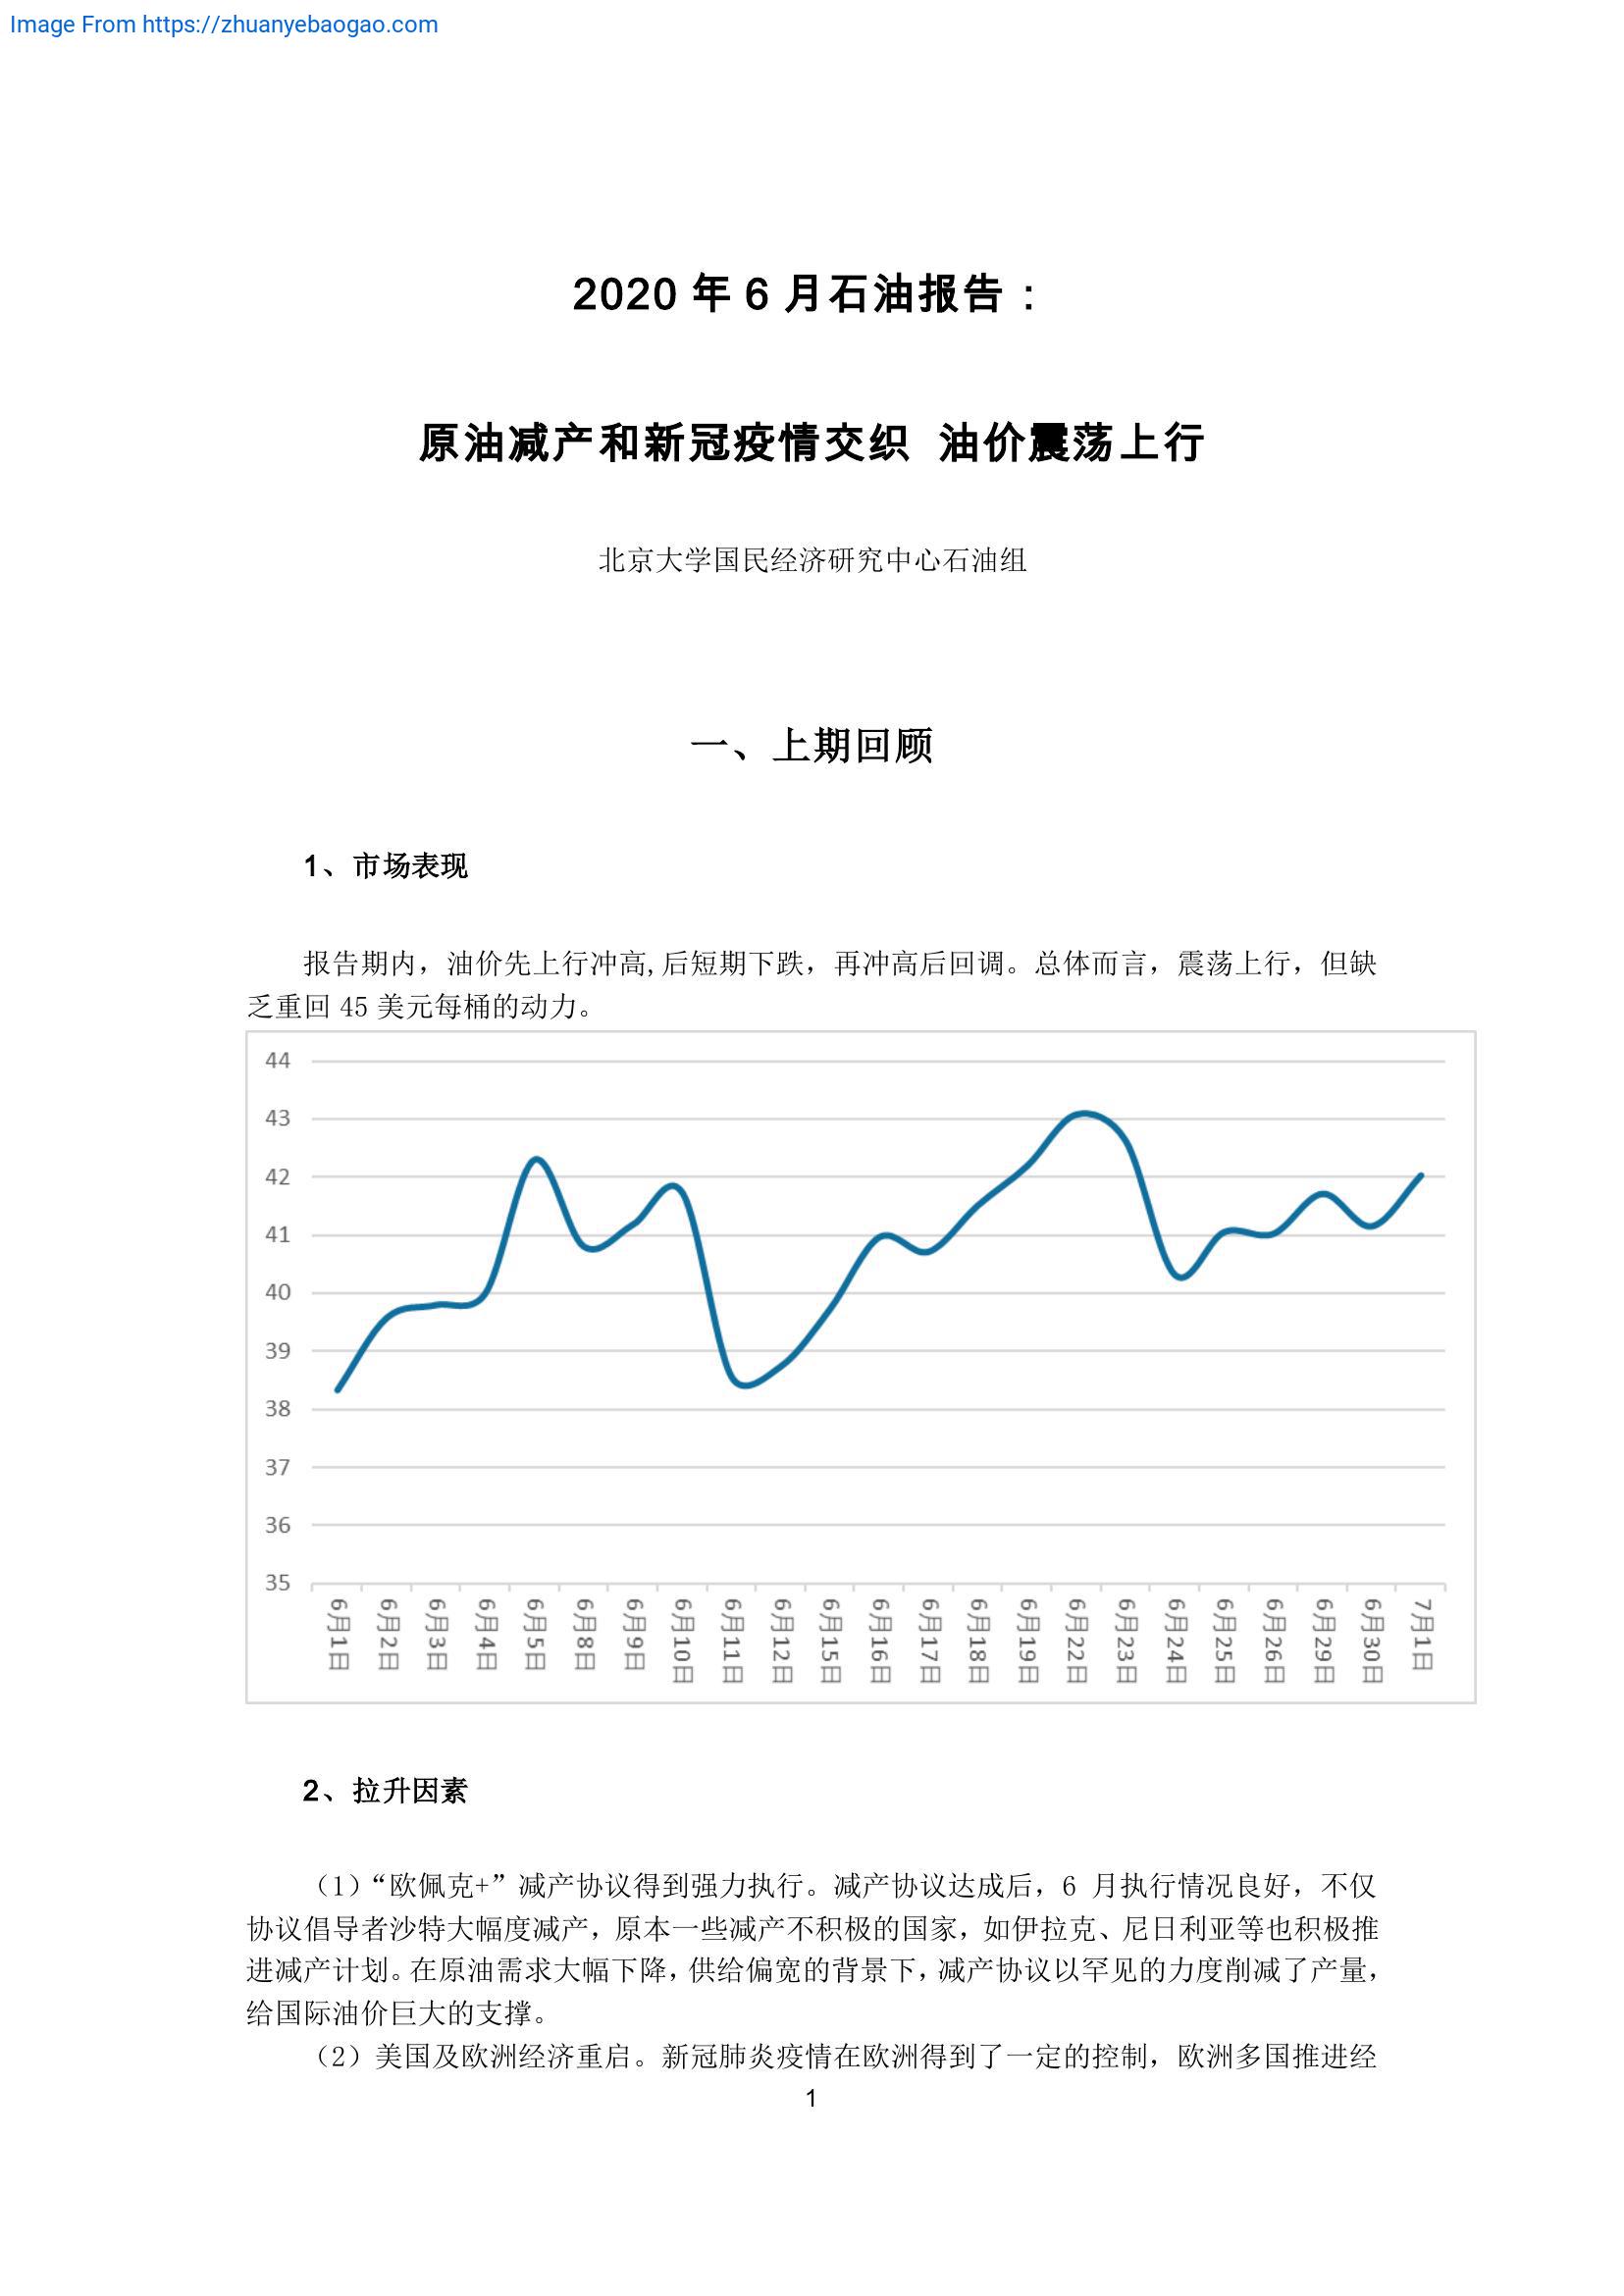 Image From https://zhuanyebaogao.com
2020 年 6 月石油报告：
原油减产和新冠疫情交织 油价震荡上行
北京大学国民经济研究中心石油组
一、上期回顾
1、市场表现
报告期内，油价先上行冲高,后短期下跌，再冲高后回调。总体而言，震荡上行，但缺
乏重回 45 美元每桶的动力。
44
43
42
41
40
39
38
37
36
35
6月1日
6月2日
6月3日
6月4日
6月5日
6月8日
6月9日
6月10日
6月11日
6月12日
6月15日
6月16日
6月17日
6月18日
6月19日
6月22日
6月23日
6月24日
6月25日
6月26日
6月29日
6月30日
7月1日
2、拉升因素
（1）“欧佩克+”减产协议得到强力执行。减产协议达成后，6 月执行情况良好，不仅
协议倡导者沙特大幅度减产，原本一些减产不积极的国家，如伊拉克、尼日利亚等也积极推
进减产计划。在原油需求大幅下降，供给偏宽的背景下，减产协议以罕见的力度削减了产量，
给国际油价巨大的支撑。
（2）美国及欧洲经济重启。新冠肺炎疫情在欧洲得到了一定的控制，欧洲多国推进经
1